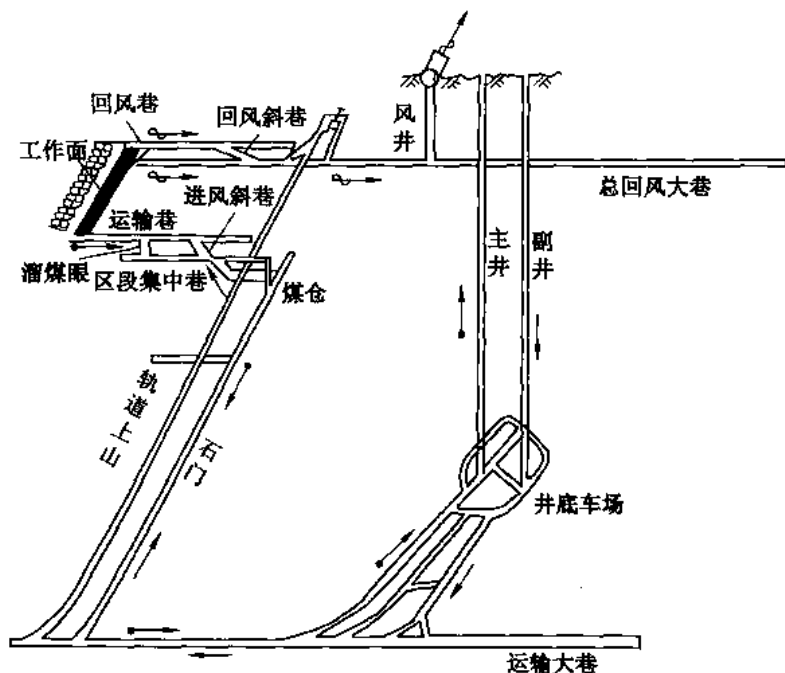 回风巷
回风斜巷
风井
工作面
总回风大巷
进风斜巷
运输巷
主井
副井
溜煤眼
区段集中巷
煤仓
轨道上山
石门
井底车场
运输大巷